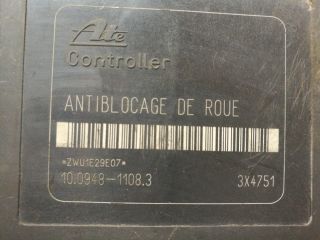 Ate
Controller
ANTIBLOCAGE DE ROUE
*ZWU1E29E07*
10.0948-1108.3 3X4751